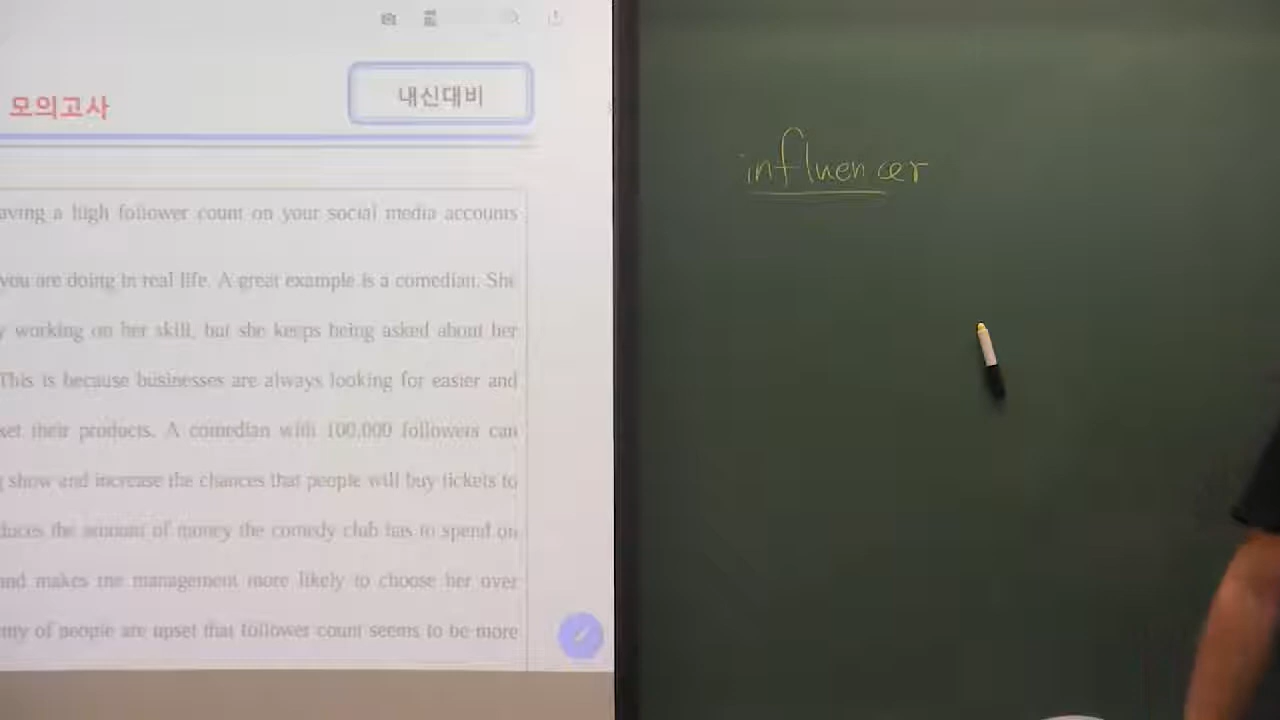 모의고사
내신대비
aving a high follower count on your social media accounts
you are doing in real life. A great example is a comedian. She
y working on her skill, but she keeps being asked about her
This is because businesses are always looking for easier and
ket their products. A comedian with 100,000 followers can
show and increase the chances that people will buy tickets to
duces the amount of money the comedy club has to spend on
and makes the management more likely to choose her over
any of people are upset that follower count seems to be more
influencer